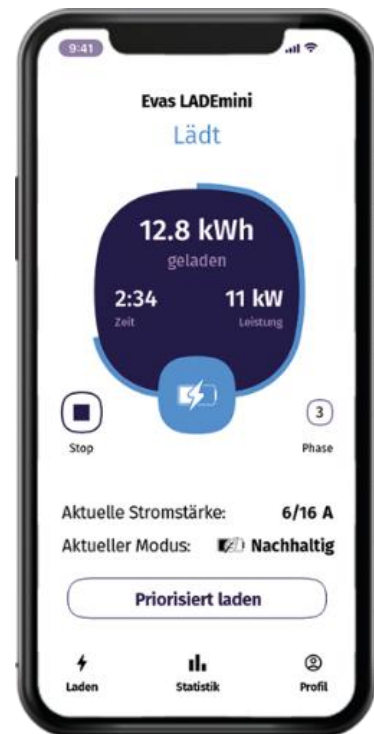 9:41
Evas LADEmini
Lädt
12.8 kWh
geladen
2:34 11 kW
Zeit Leistung
3
Stop Phase
Aktuelle Stromstärke: 6/16 A
Aktueller Modus: Nachhaltig
Priorisiert laden
Laden Statistik Profil